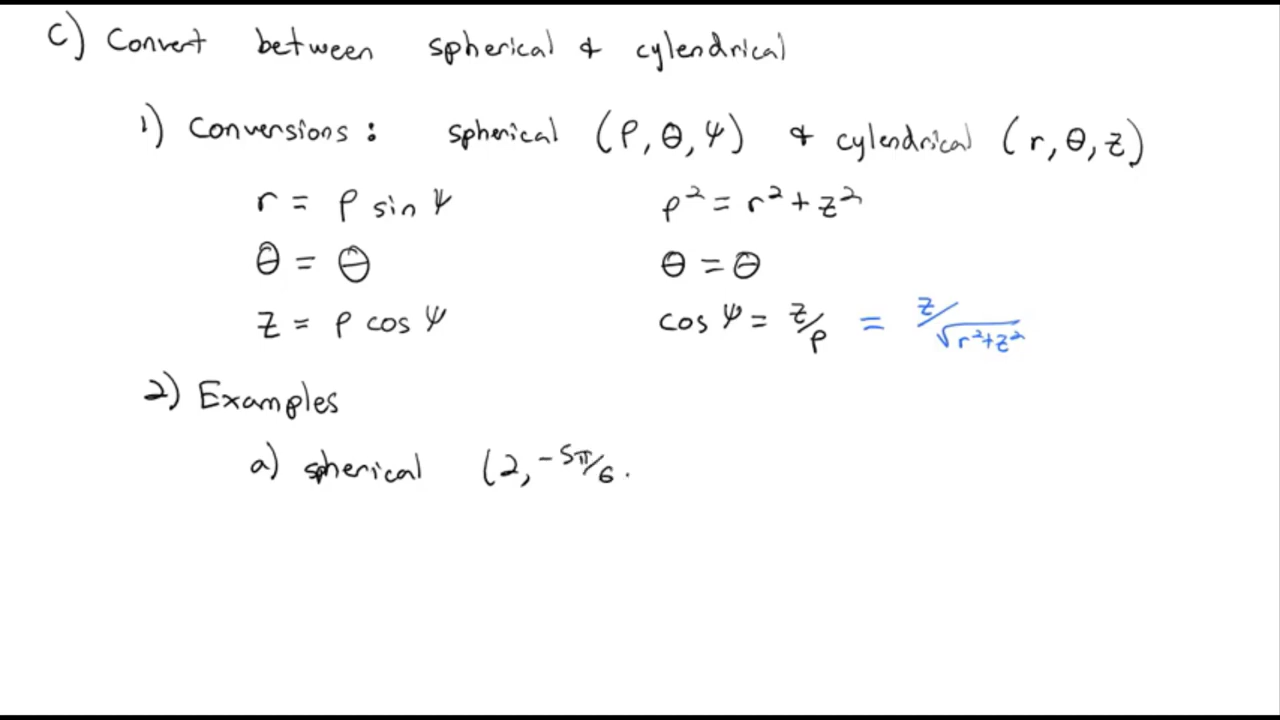 C) Convert between spherical & cylendrical
1) Conversions: spherical (ρ, θ, ψ) & cylendrical (r, θ, z)
r = ρ sin ψ ρ² = r² + z²
θ = θ θ = θ
z = ρ cos ψ cos ψ = z/ρ = z/√(r²+z²)
2) Examples
a) spherical (2, -5π/6.